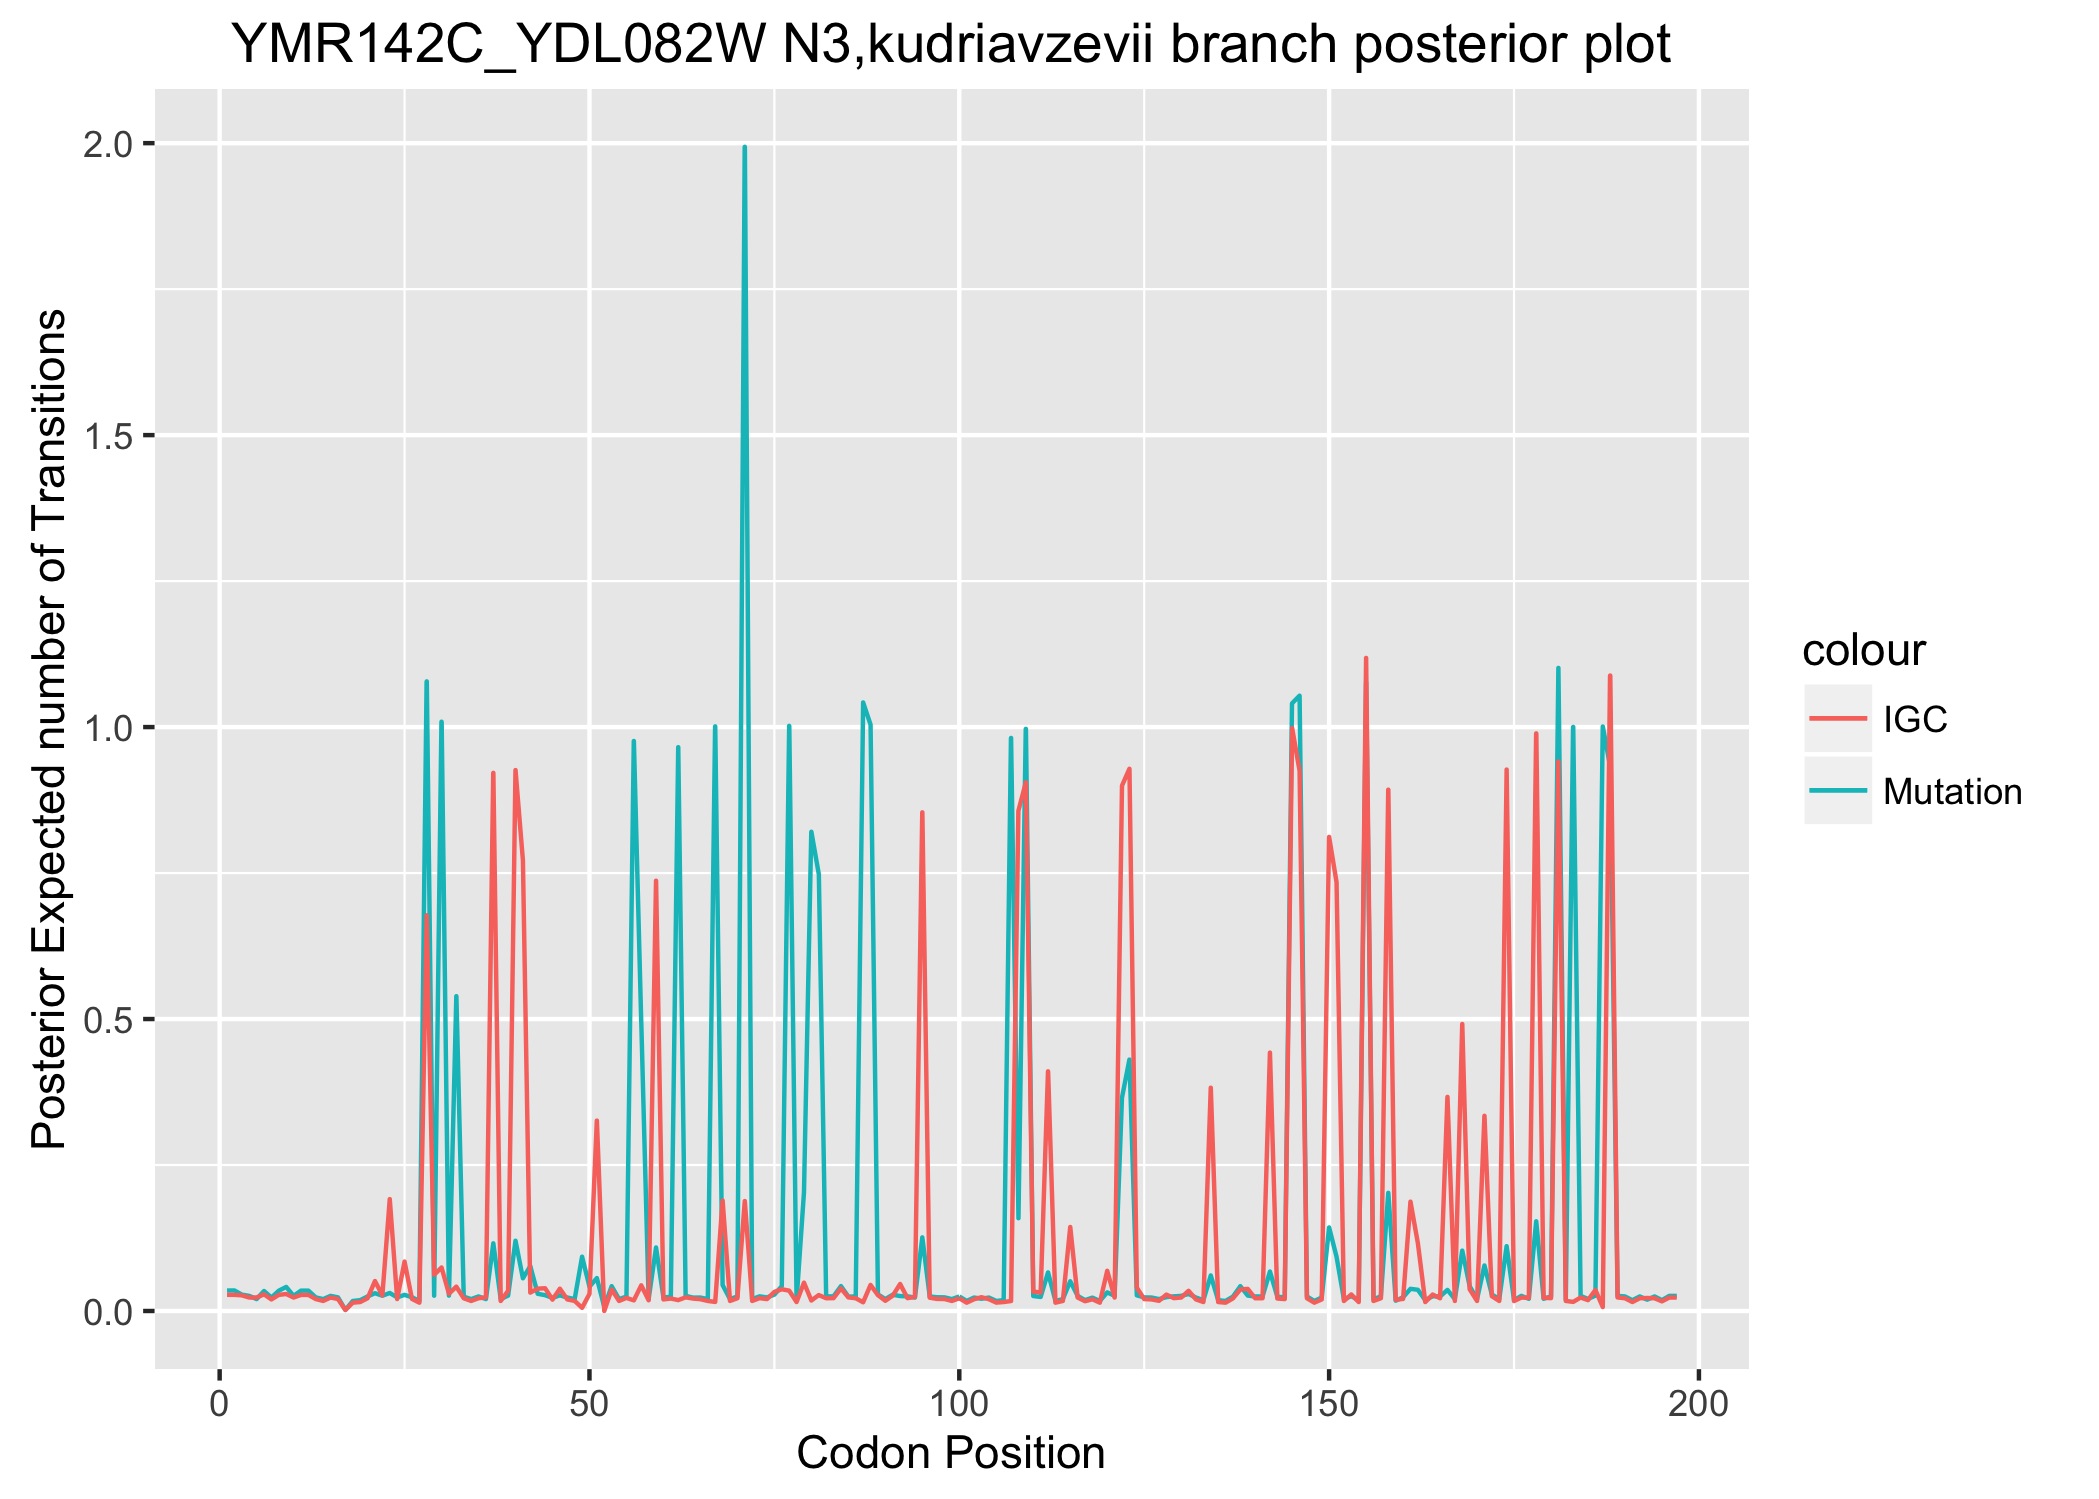 YMR142C_YDL082W N3,kudriavzevii branch posterior plot
Posterior Expected number of Transitions
2.0
1.5
1.0
0.5
0.0
0
50
100
150
200
Codon Position
colour
IGC
Mutation